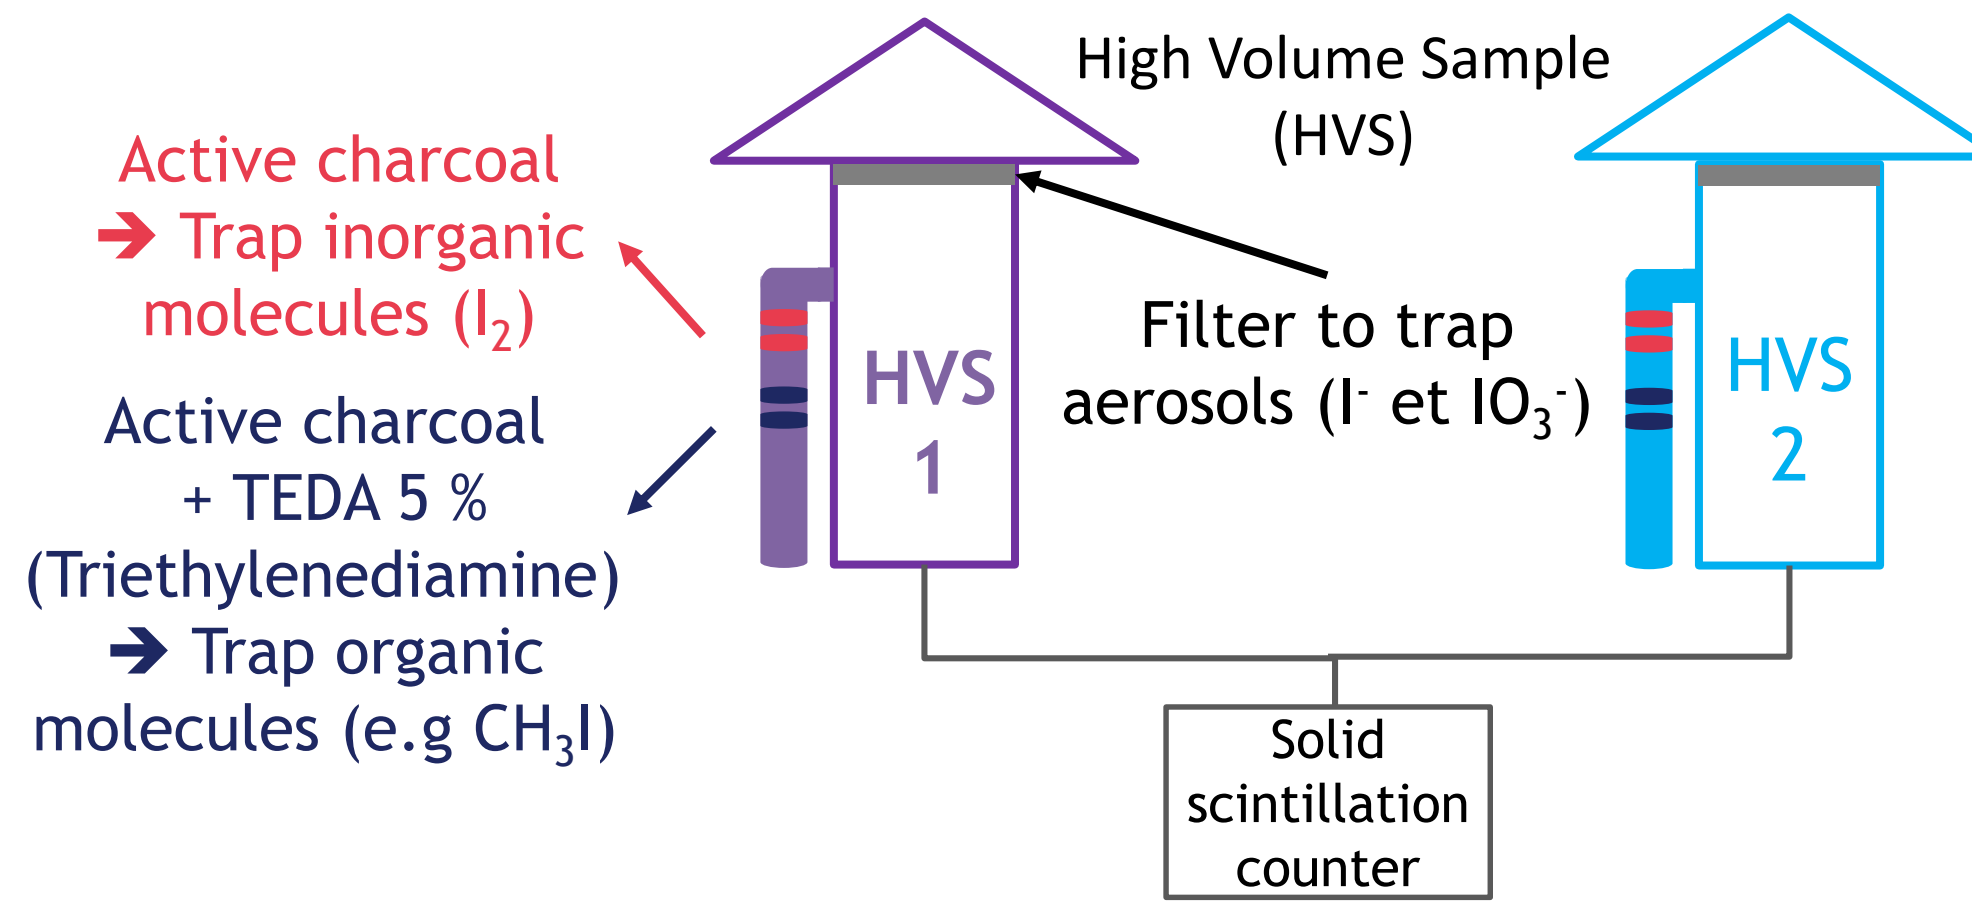 High Volume Sample
(HVS)
Active charcoal
➔ Trap inorganic
molecules (I₂)
Active charcoal
+ TEDA 5 %
(Triethylenediamine)
➔ Trap organic
molecules (e.g CH₃I)
HVS
1
Filter to trap
aerosols (I⁻ et IO₃⁻)
HVS
2
Solid
scintillation
counter